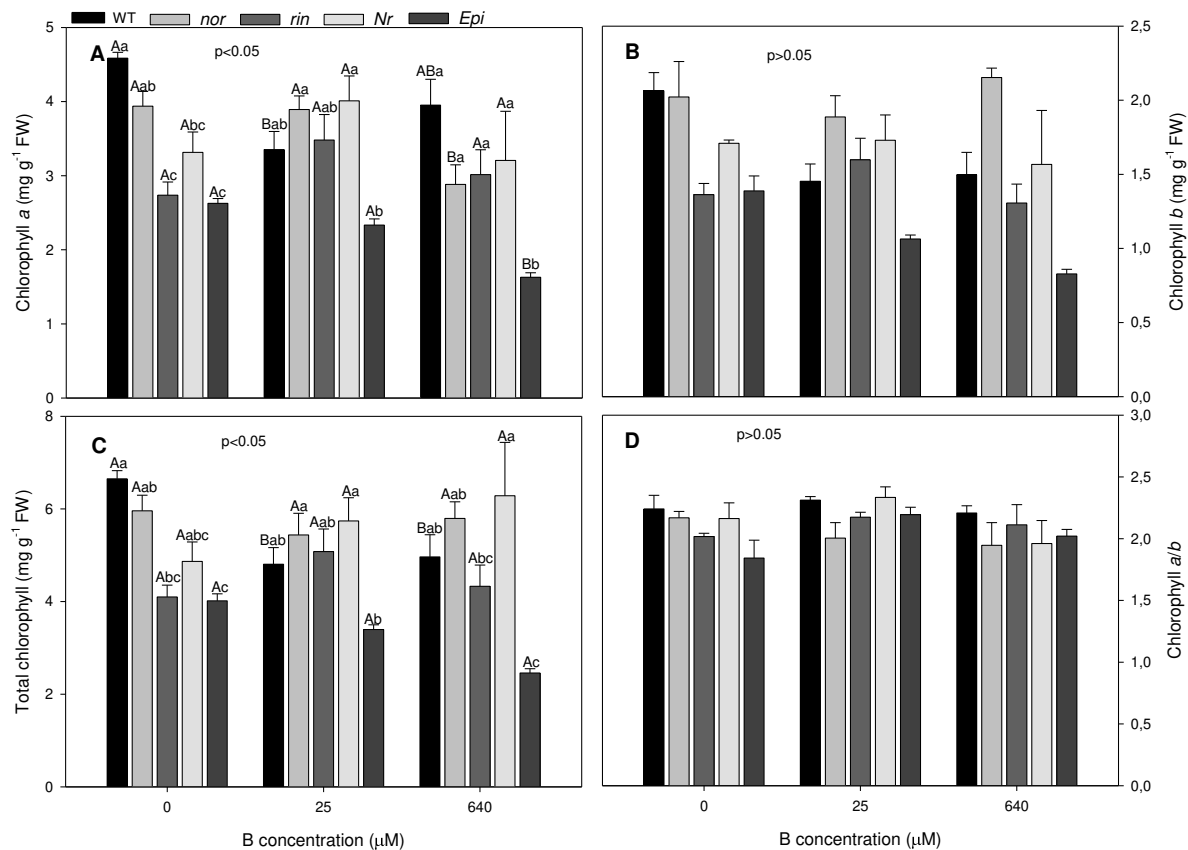 WT nor rin Nr Epi
A
p<0.05
Aa
Aab
Ac
Abc
Ac
Bab
Aa
Aab
Aa
Ab
ABa
Ba
Aa
Aa
Bb
5
4
3
2
1
0
Chlorophyll a (mg g-1 FW)
B
p>0.05
2,5
2,0
1,5
1,0
0,5
0,0
Chlorophyll b (mg g-1 FW)
C
p<0.05
Aa
Aab
Abc
Aabc
Ac
Bab
Aa
Aab
Aa
Ab
Bab
Aab
Abc
Aa
Ac
8
6
4
2
0
Total chlorophyll (mg g-1 FW)
0 25 640
B concentration (μM)
D
p>0.05
3,0
2,5
2,0
1,5
1,0
0,5
0,0
Chlorophyll a/b
0 25 640
B concentration (μM)